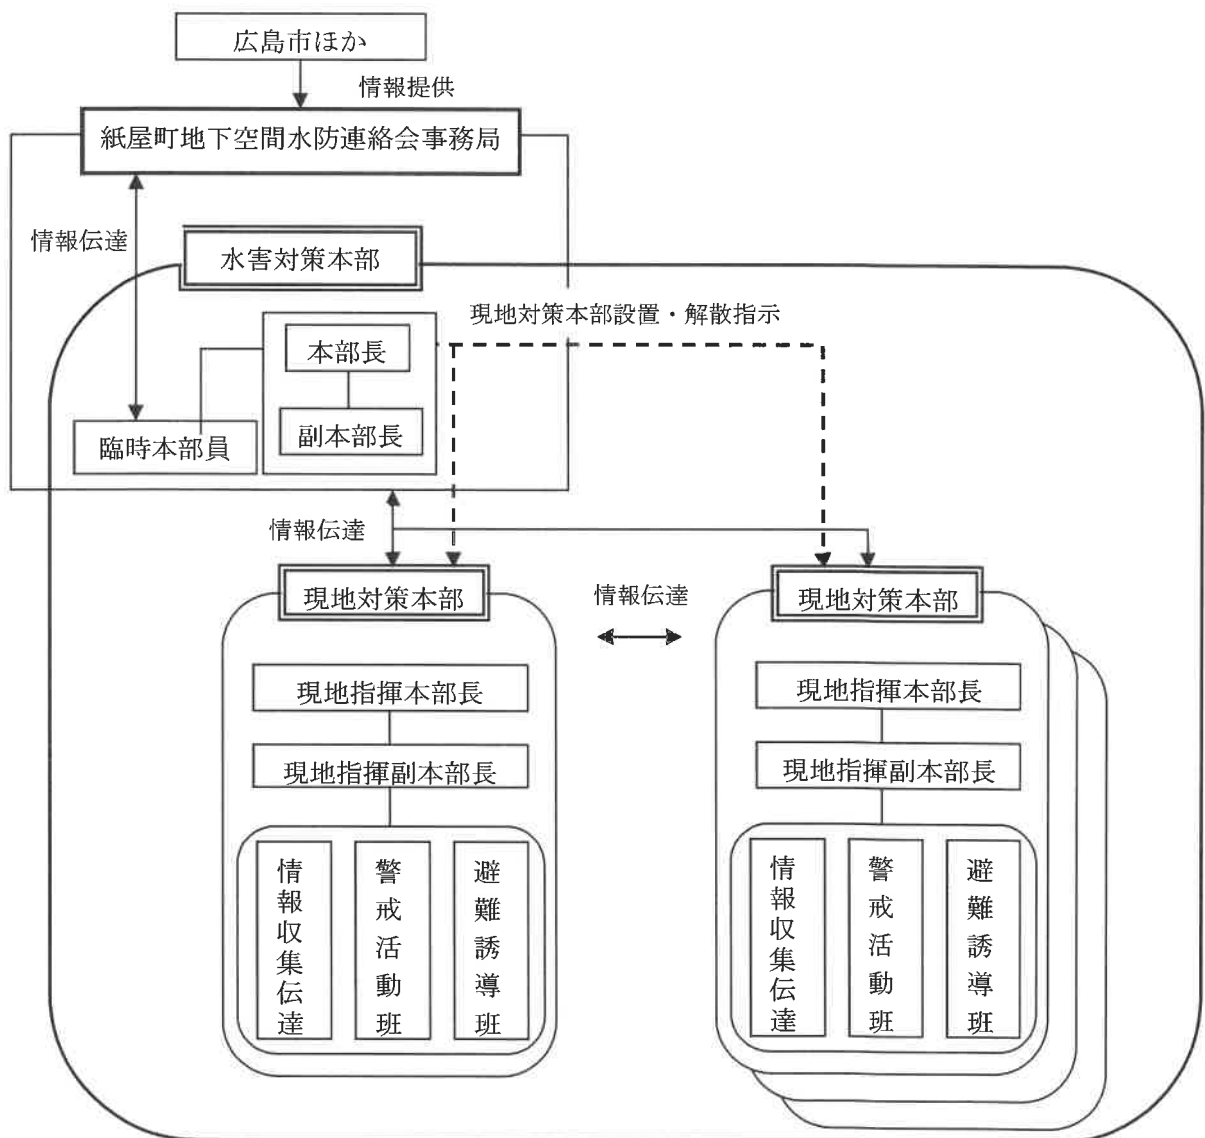 広島市ほか
情報提供
紙屋町地下空間水防連絡会事務局
情報伝達
水害対策本部
現地対策本部設置・解散指示
本部長
副本部長
臨時本部員
情報伝達
現地対策本部
情報伝達
現地対策本部
現地指揮本部長
現地指揮副本部長
情報収集伝達
警戒活動班
避難誘導班
現地指揮本部長
現地指揮副本部長
情報収集伝達
警戒活動班
避難誘導班